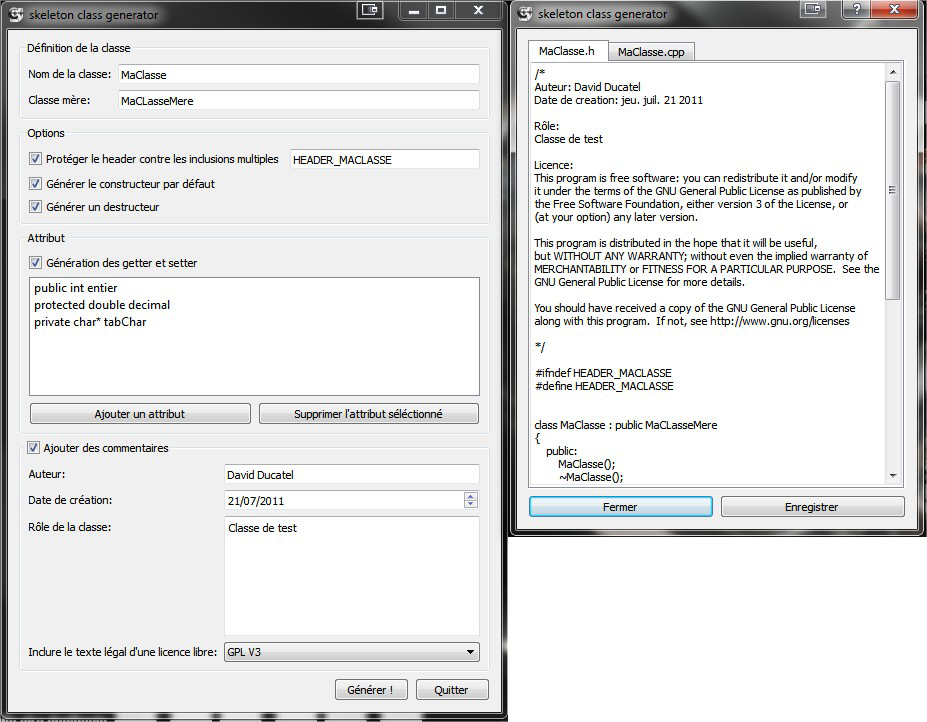 skeleton class generator
Définition de la classe
Nom de la classe: MaClasse
Classe mère: MaCLasseMere
Options
Protéger le header contre les inclusions multiples HEADER_MACLASSE
Générer le constructeur par défaut
Générer un destructeur
Attribut
Génération des getter et setter
public int entier
protected double decimal
private char* tabChar
Ajouter un attribut Supprimer l'attribut séléctionné
Ajouter des commentaires
Auteur: David Ducatel
Date de création: 21/07/2011
Rôle de la classe: Classe de test
Inclure le texte légal d'une licence libre: GPL V3
Générer ! Quitter
skeleton class generator
MaClasse.h MaClasse.cpp
/*
Auteur: David Ducatel
Date de creation: jeu. juil. 21 2011
Rôle:
Classe de test
Licence:
This program is free software: you can redistribute it and/or modify
it under the terms of the GNU General Public License as published by
the Free Software Foundation, either version 3 of the License, or
(at your option) any later version.
This program is distributed in the hope that it will be useful,
but WITHOUT ANY WARRANTY; without even the implied warranty of
MERCHANTABILITY or FITNESS FOR A PARTICULAR PURPOSE.  See the
GNU General Public License for more details.
You should have received a copy of the GNU General Public License
along with this program.  If not, see http://www.gnu.org/licenses
*/
#ifndef HEADER_MACLASSE
#define HEADER_MACLASSE
class MaClasse : public MaCLasseMere
{
public:
MaClasse();
~MaClasse();
Fermer Enregistrer